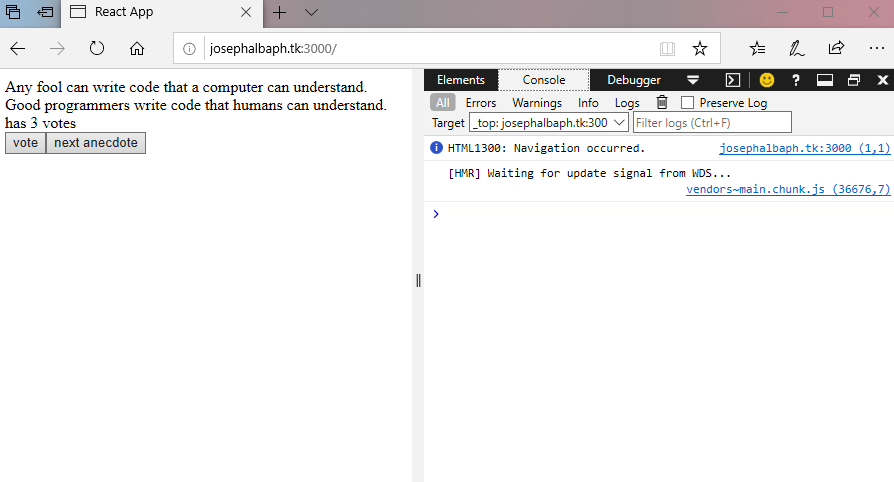 React App
josephalbaph.tk:3000/
Any fool can write code that a computer can understand.
Good programmers write code that humans can understand.
has 3 votes
vote next anecdote
Elements Console Debugger ?
All Errors Warnings Info Logs Preserve Log
Target _top: josephalbaph.tk:300 Filter logs (Ctrl+F)
HTML1300: Navigation occurred. josephalbaph.tk:3000 (1,1)
[HMR] Waiting for update signal from WDS...
vendors~main.chunk.js (36676,7)